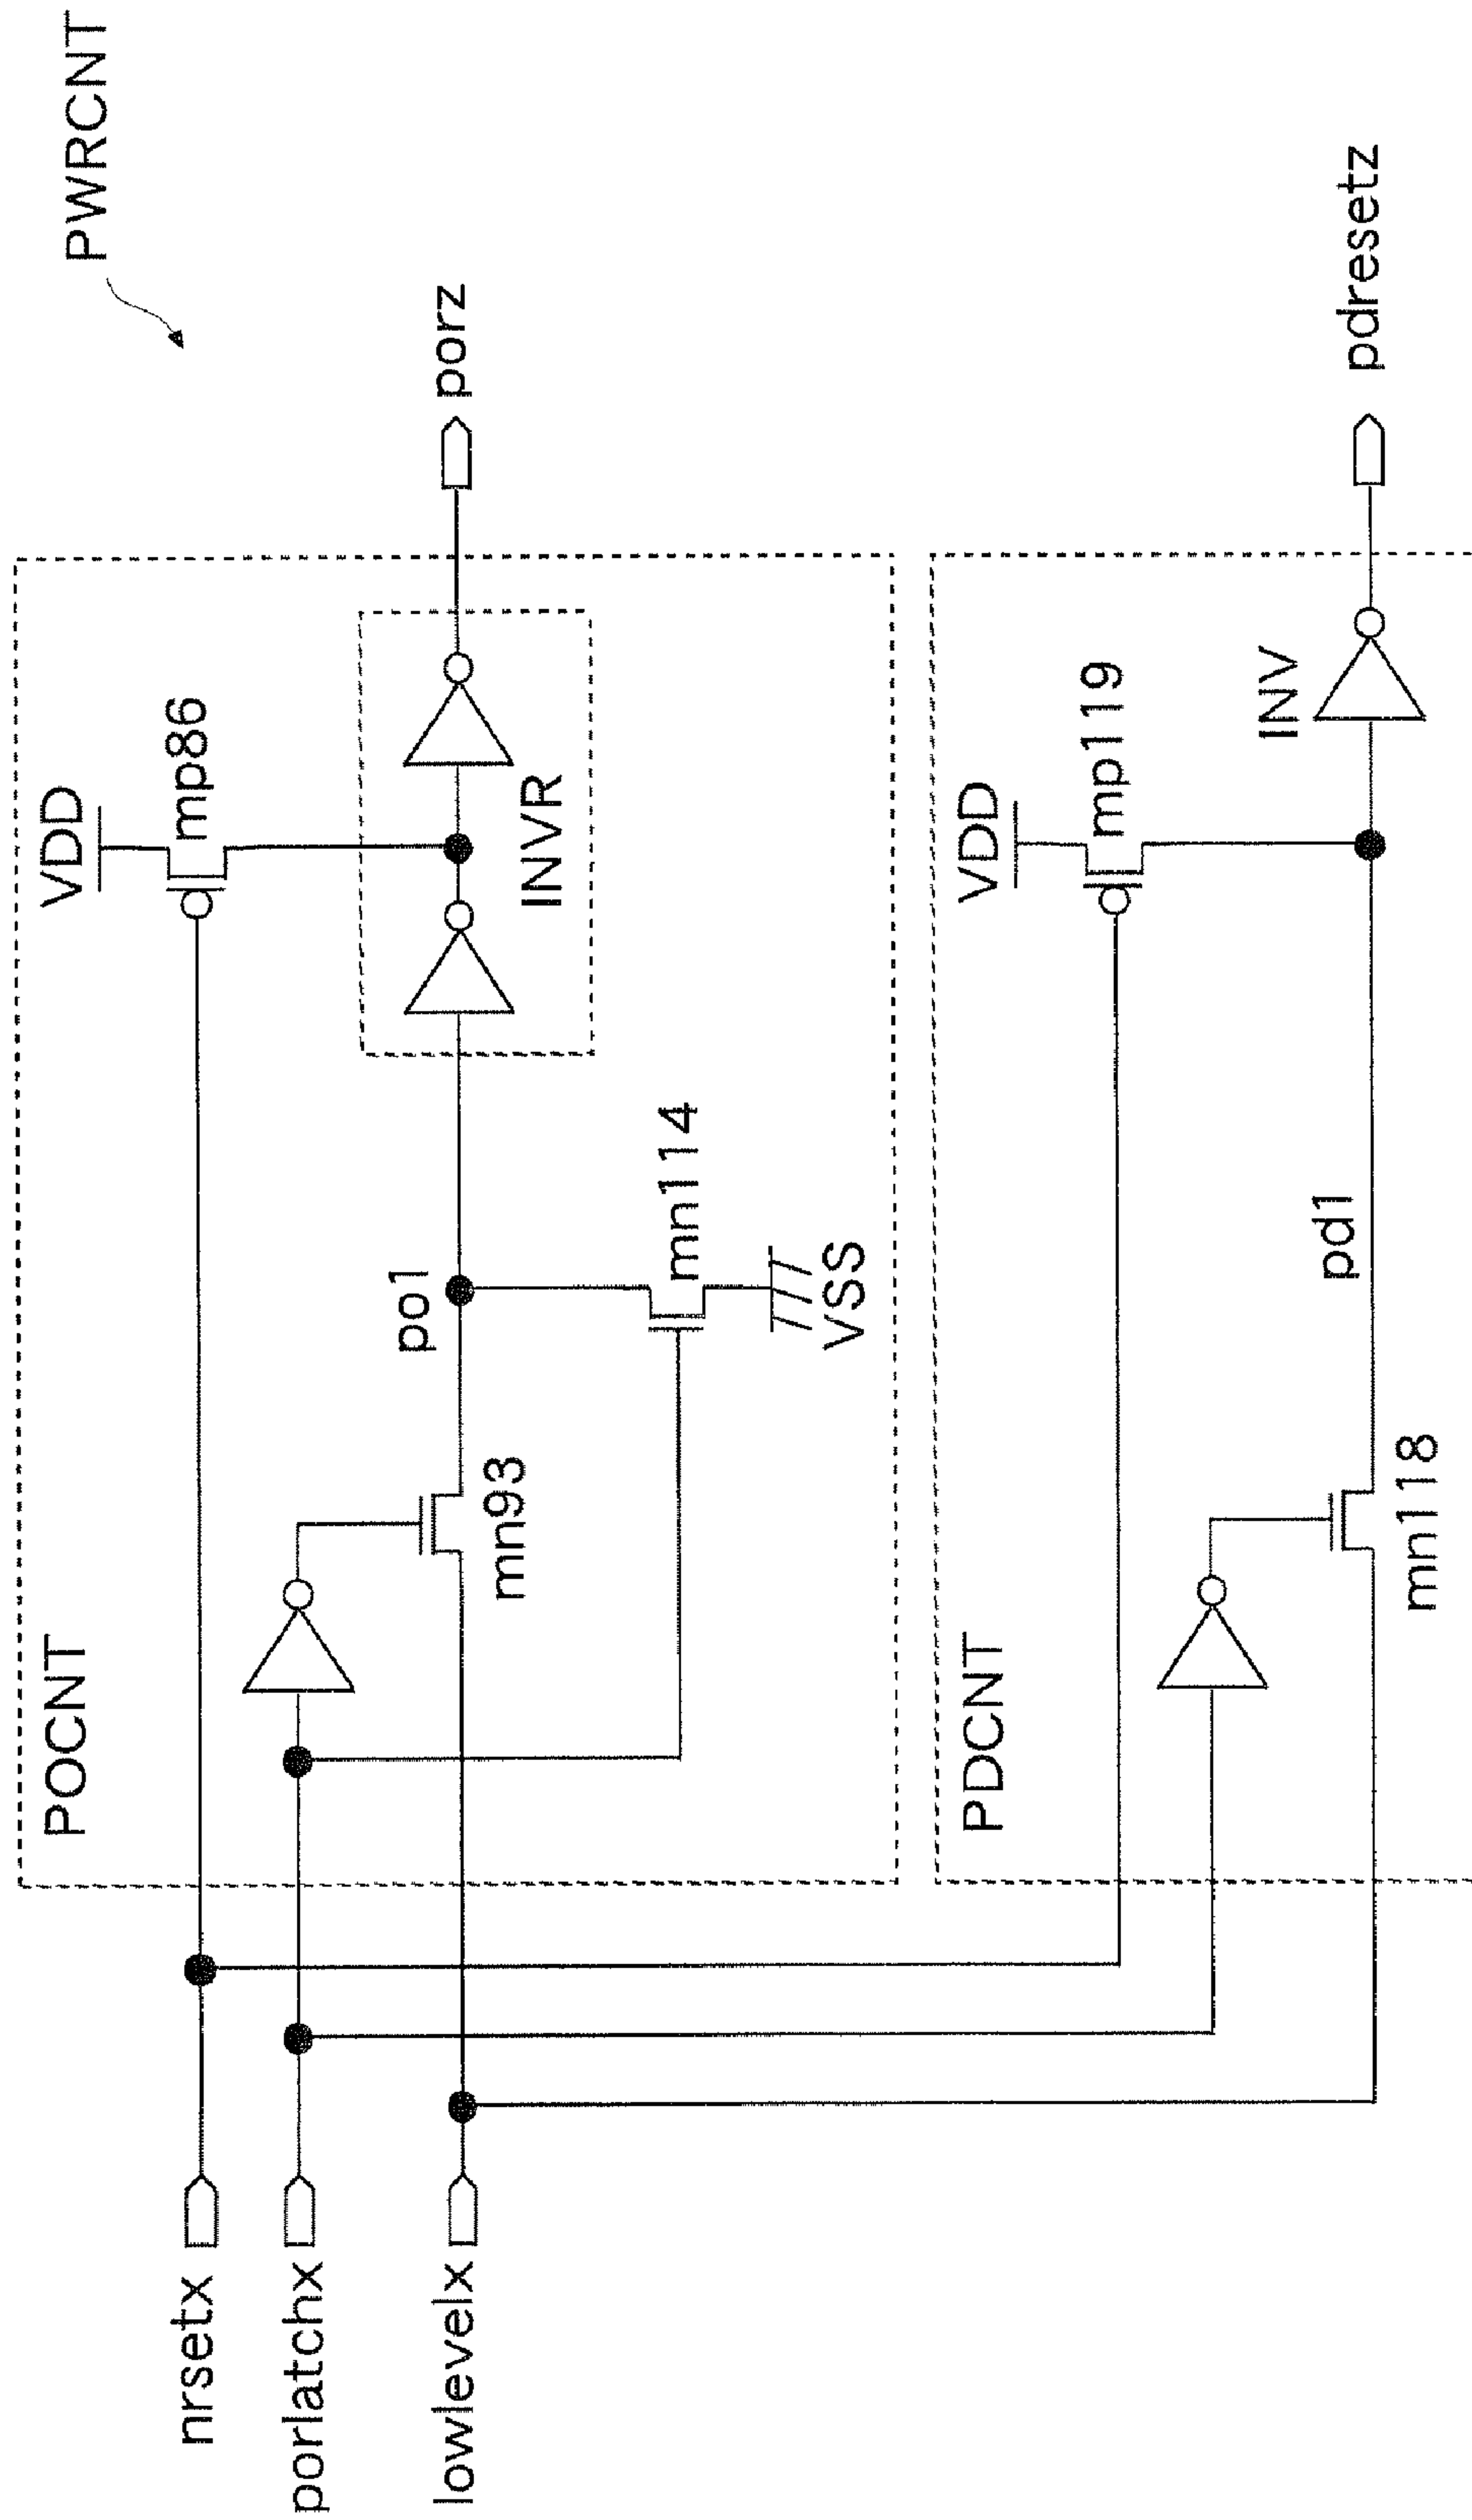 PWRCNT
POCNT
VDD
mp86
nrsetx
porlatchx
po1
porz
lowlevelx
mn93
INVR
mn114
VSS
PDCNT
VDD
mp119
INV
pd1
pdresetz
mn118